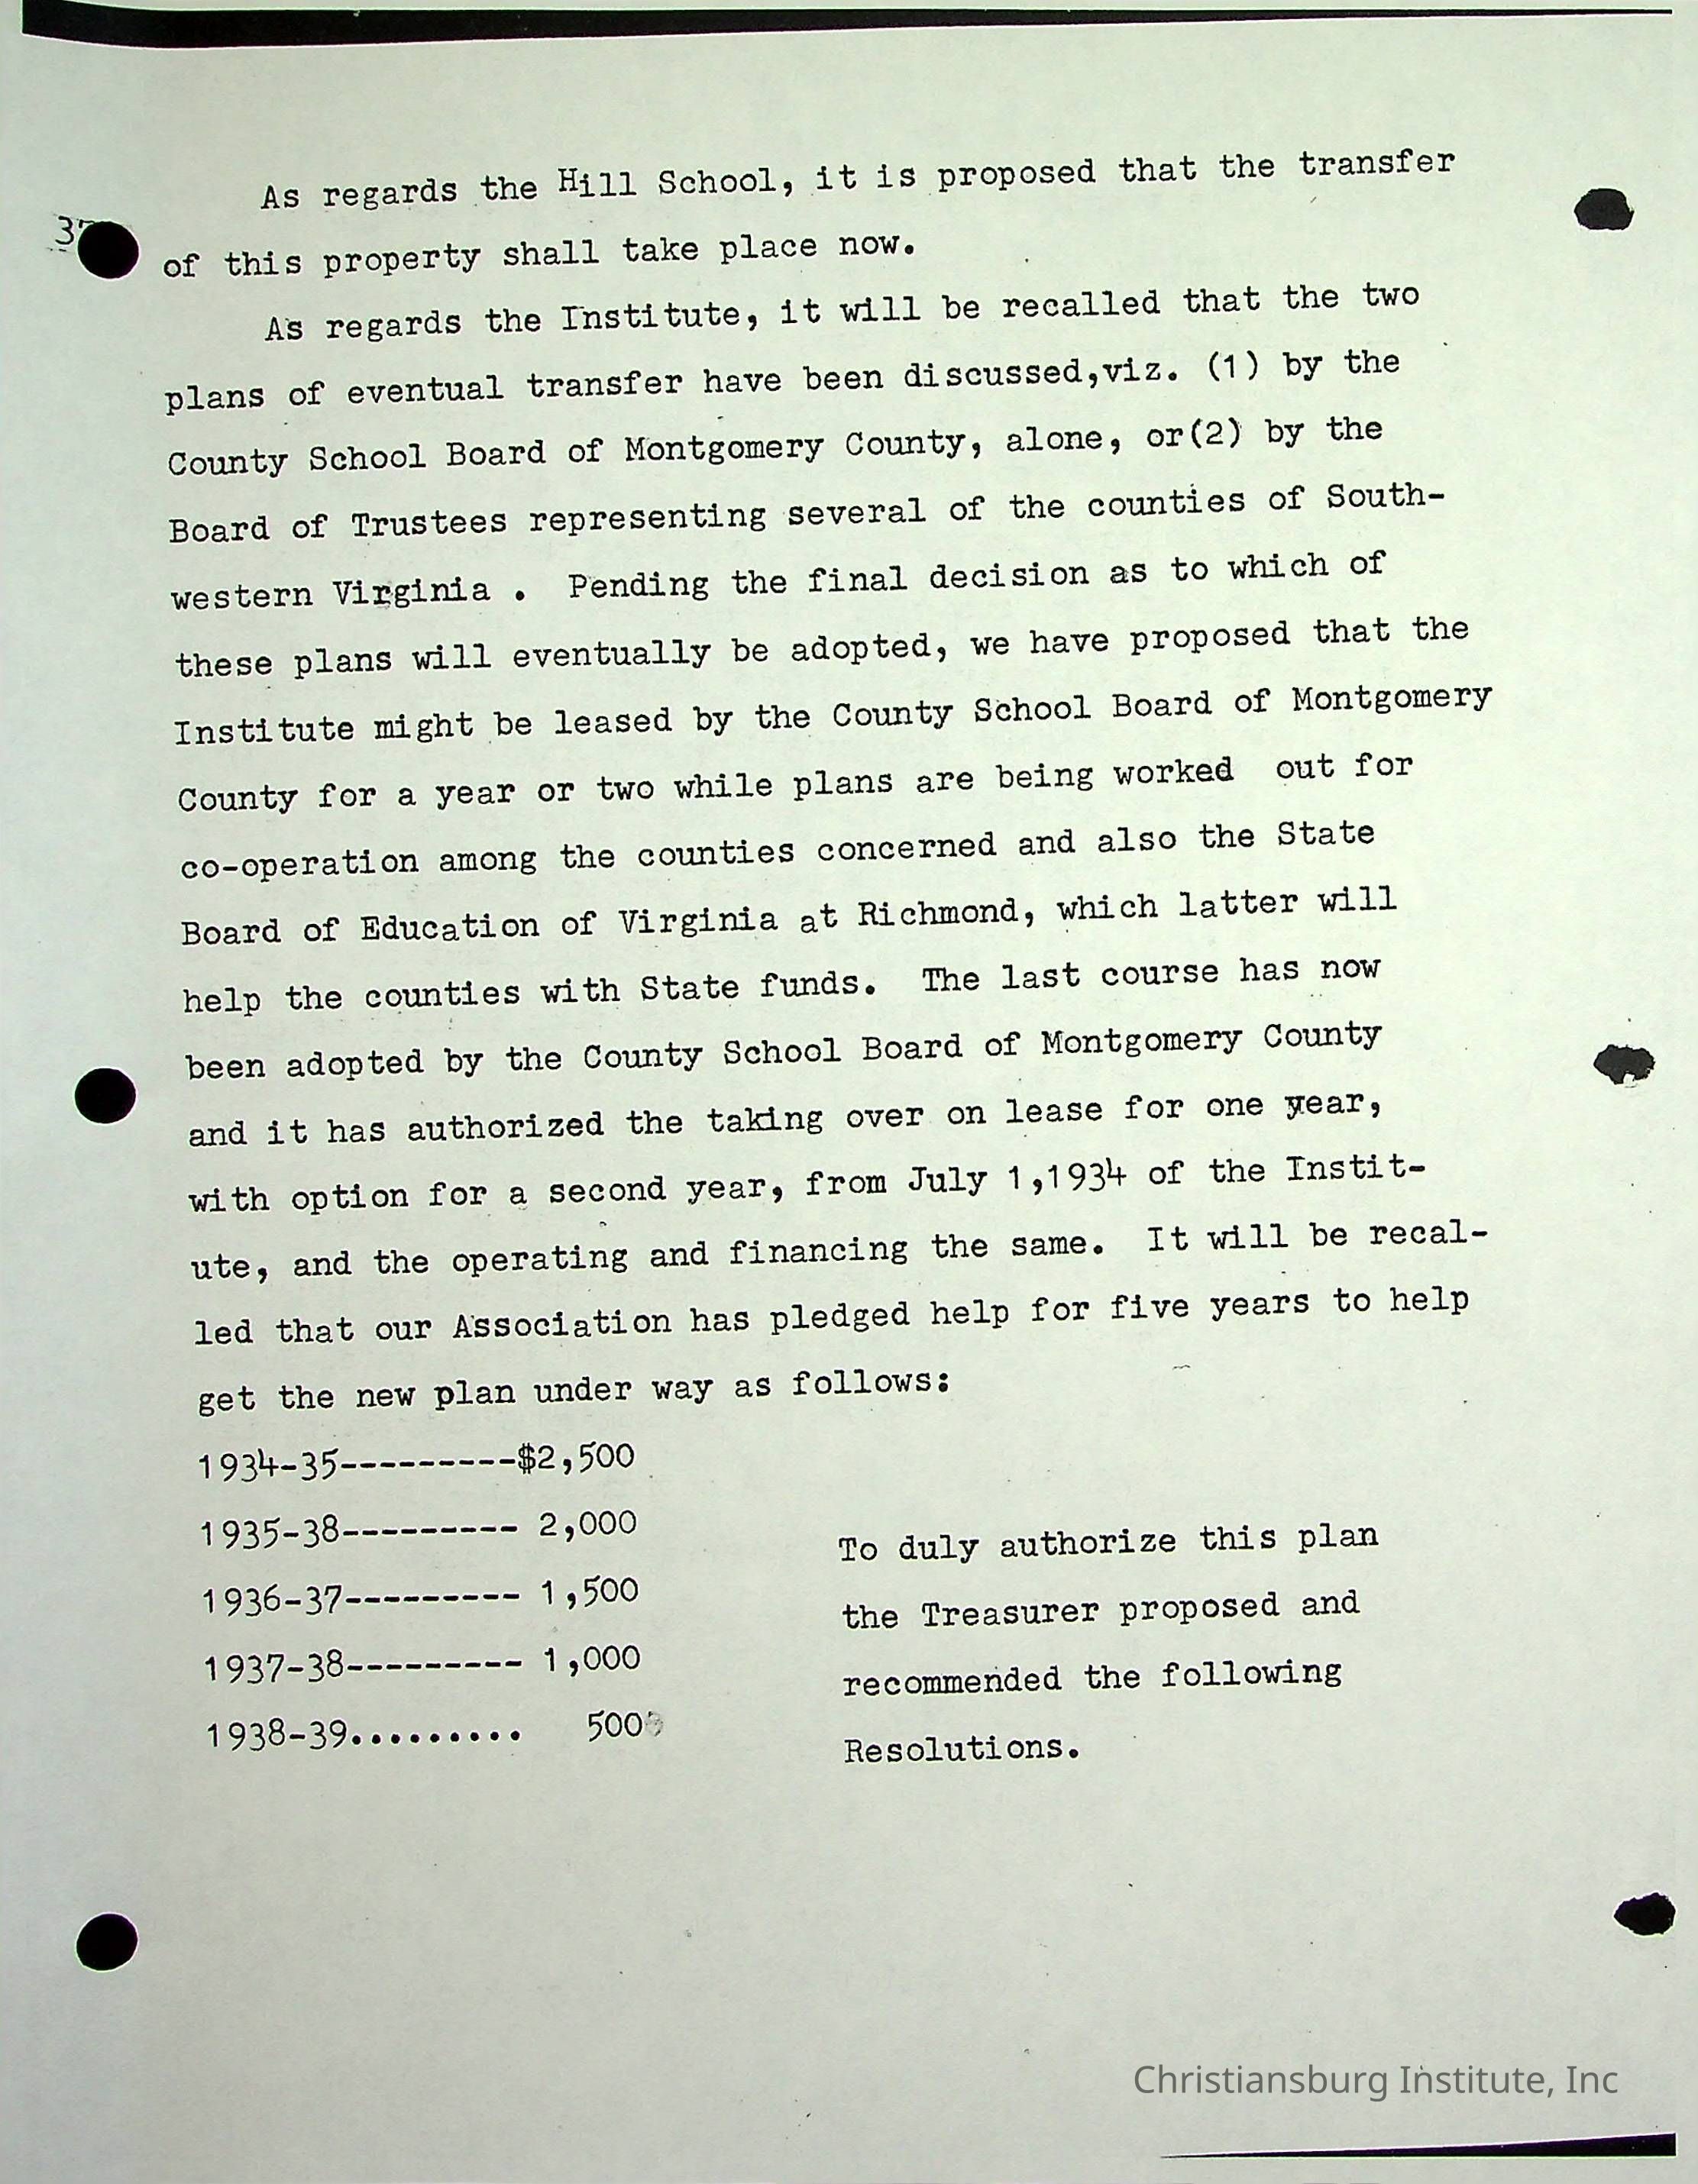 As regards the Hill School, it is proposed that the transfer
of this property shall take place now.
As regards the Institute, it will be recalled that the two
plans of eventual transfer have been discussed,viz. (1) by the
County School Board of Montgomery County, alone, or(2) by the
Board of Trustees representing several of the counties of South-
western Virginia . Pending the final decision as to which of
these plans will eventually be adopted, we have proposed that the
Institute might be leased by the County School Board of Montgomery
County for a year or two while plans are being worked out for
co-operation among the counties concerned and also the State
Board of Education of Virginia at Richmond, which latter will
help the counties with State funds. The last course has now
been adopted by the County School Board of Montgomery County
and it has authorized the taking over on lease for one year,
with option for a second year, from July 1,1934 of the Instit-
ute, and the operating and financing the same. It will be recal-
led that our Association has pledged help for five years to help
get the new plan under way as follows:
1934-35---------$2,500
1935-38--------- 2,000
1936-37--------- 1,500
1937-38--------- 1,000
1938-39......... 500
To duly authorize this plan
the Treasurer proposed and
recommended the following
Resolutions.
Christiansburg Institute, Inc